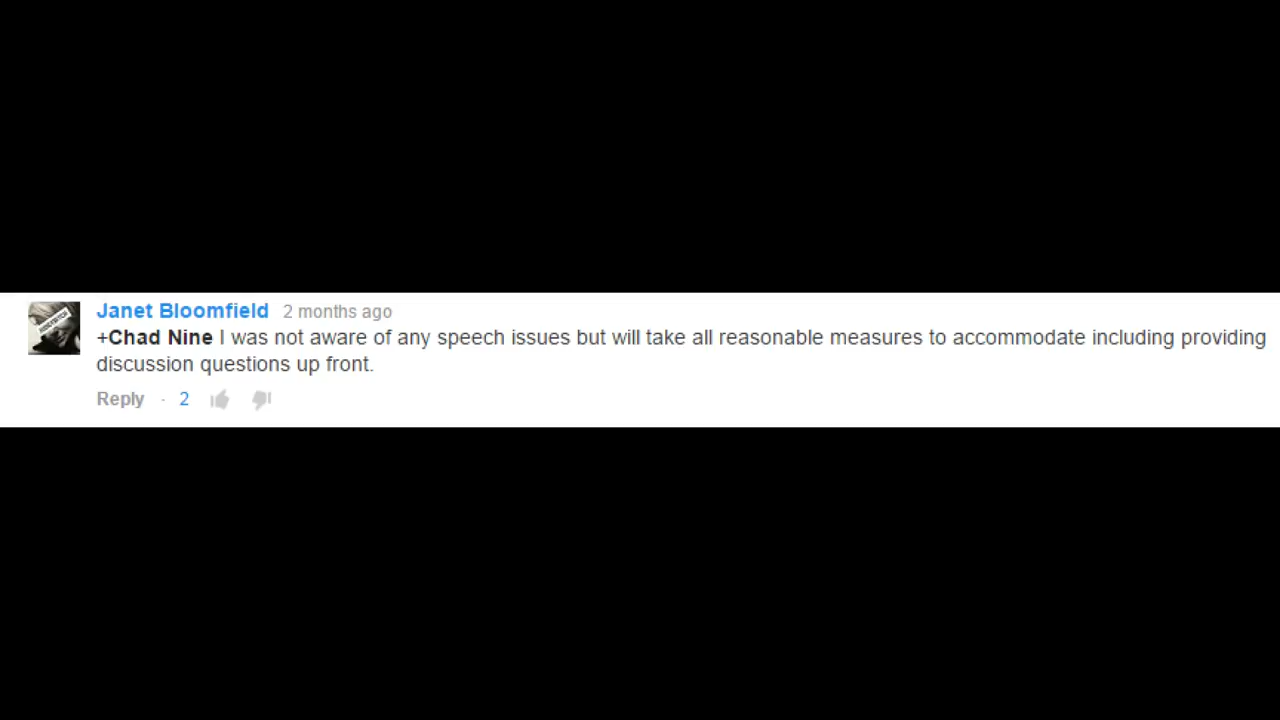 Janet Bloomfield 2 months ago
+Chad Nine I was not aware of any speech issues but will take all reasonable measures to accommodate including providing
discussion questions up front.
Reply · 2